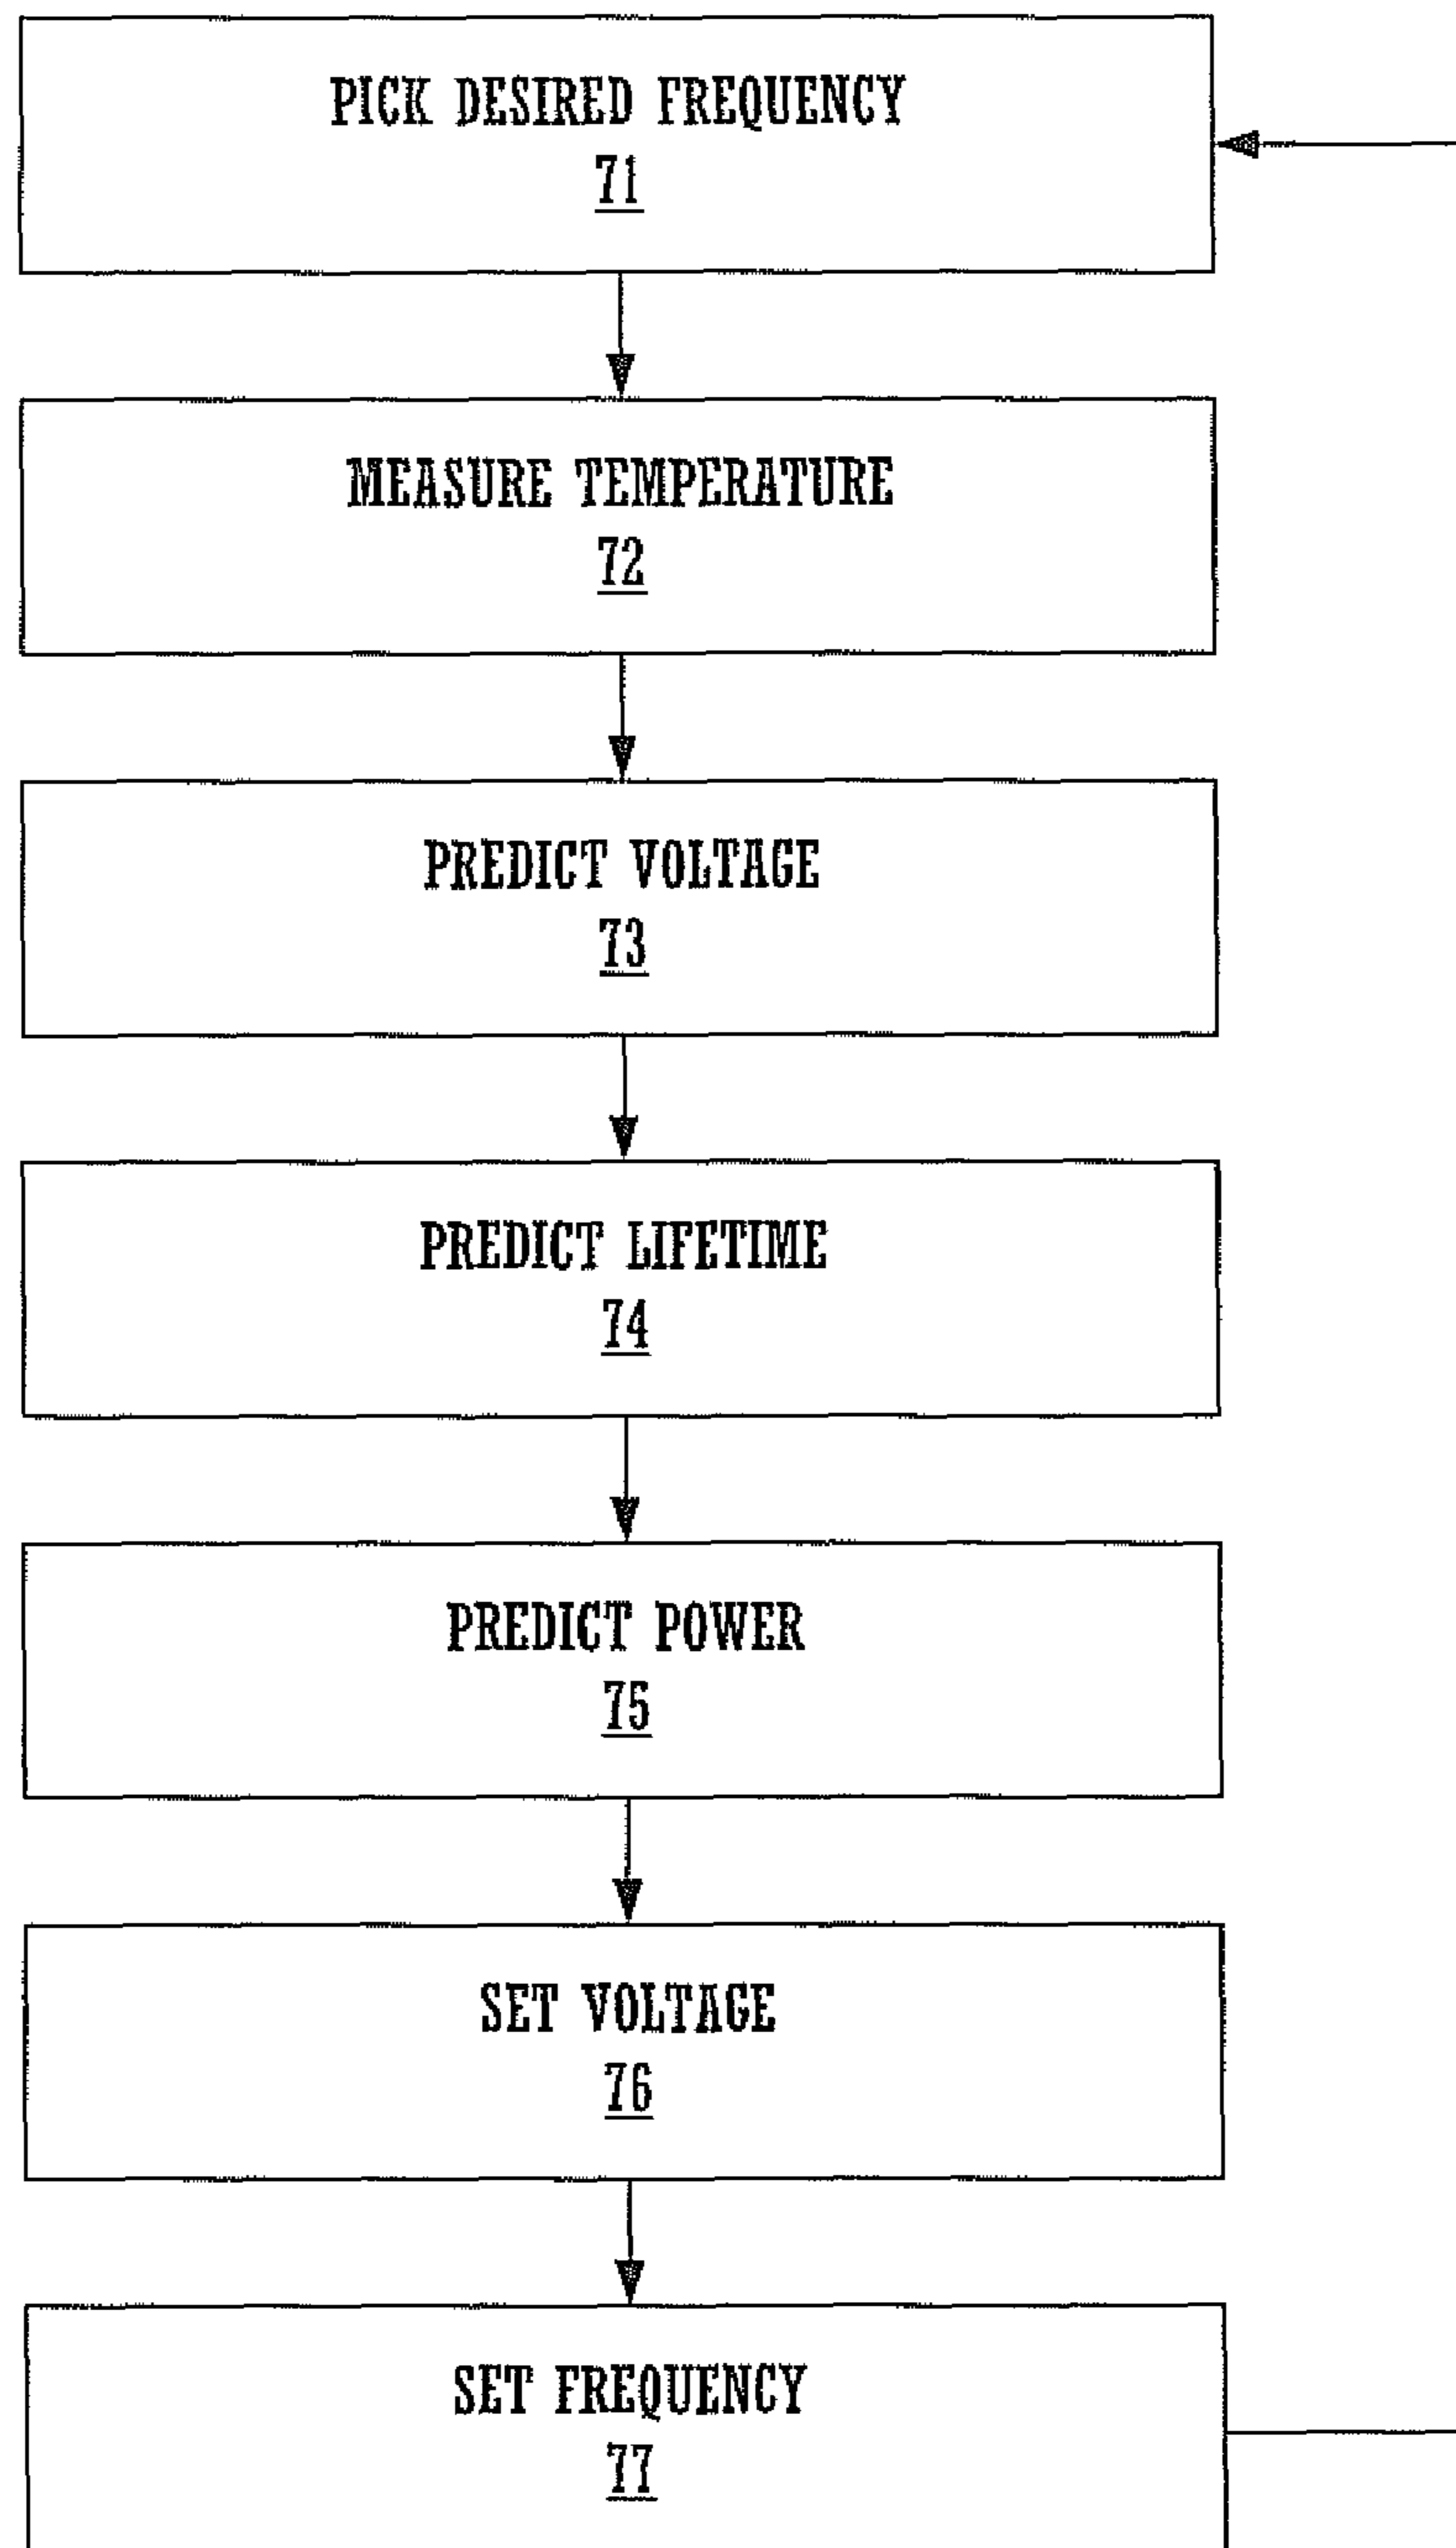 PICK DESIRED FREQUENCY
71
MEASURE TEMPERATURE
72
PREDICT VOLTAGE
73
PREDICT LIFETIME
74
PREDICT POWER
75
SET VOLTAGE
76
SET FREQUENCY
77